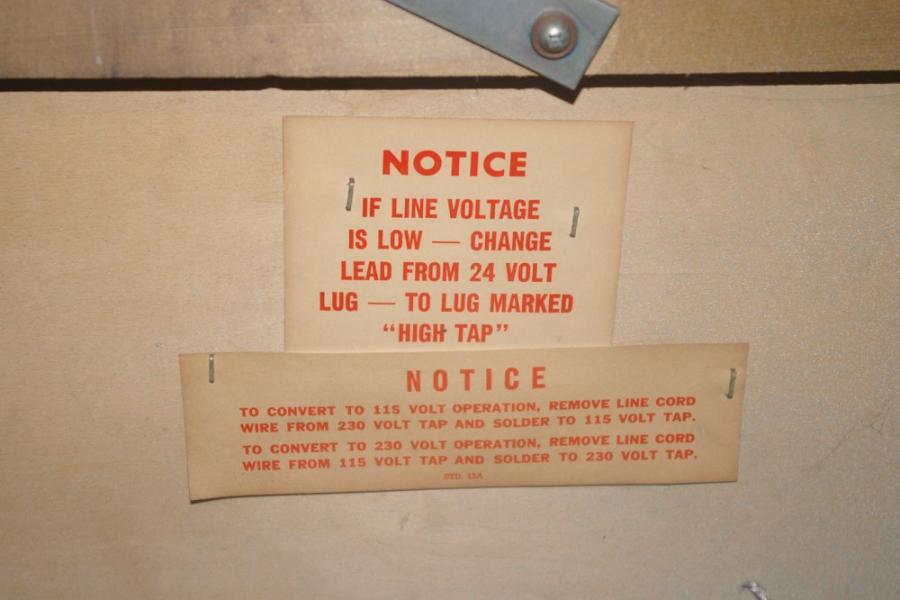 NOTICE
IF LINE VOLTAGE
IS LOW — CHANGE
LEAD FROM 24 VOLT
LUG — TO LUG MARKED
“HIGH TAP”
NOTICE
TO CONVERT TO 115 VOLT OPERATION, REMOVE LINE CORD
WIRE FROM 230 VOLT TAP AND SOLDER TO 115 VOLT TAP.
TO CONVERT TO 230 VOLT OPERATION, REMOVE LINE CORD
WIRE FROM 115 VOLT TAP AND SOLDER TO 230 VOLT TAP.
STD. 15A